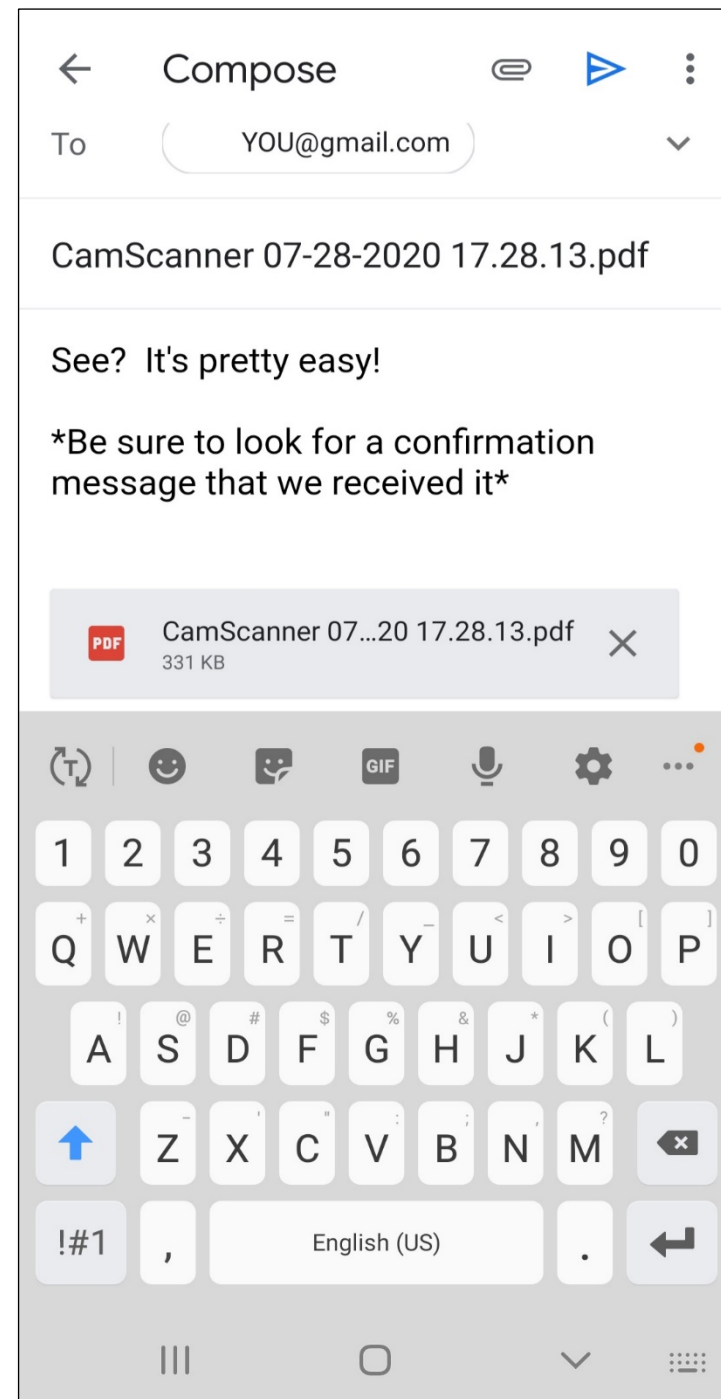 Compose
To YOU@gmail.com
CamScanner 07-28-2020 17.28.13.pdf
See?  It's pretty easy!
*Be sure to look for a confirmation
message that we received it*
PDF CamScanner 07...20 17.28.13.pdf
331 KB
T GIF
1 2 3 4 5 6 7 8 9 0
+ × ÷ = / _ < > [ ]
Q W E R T Y U I O P
! @ # $ % & * ( )
A S D F G H J K L
- ' " : ; , ?
Z X C V B N M
!#1 , English (US) .